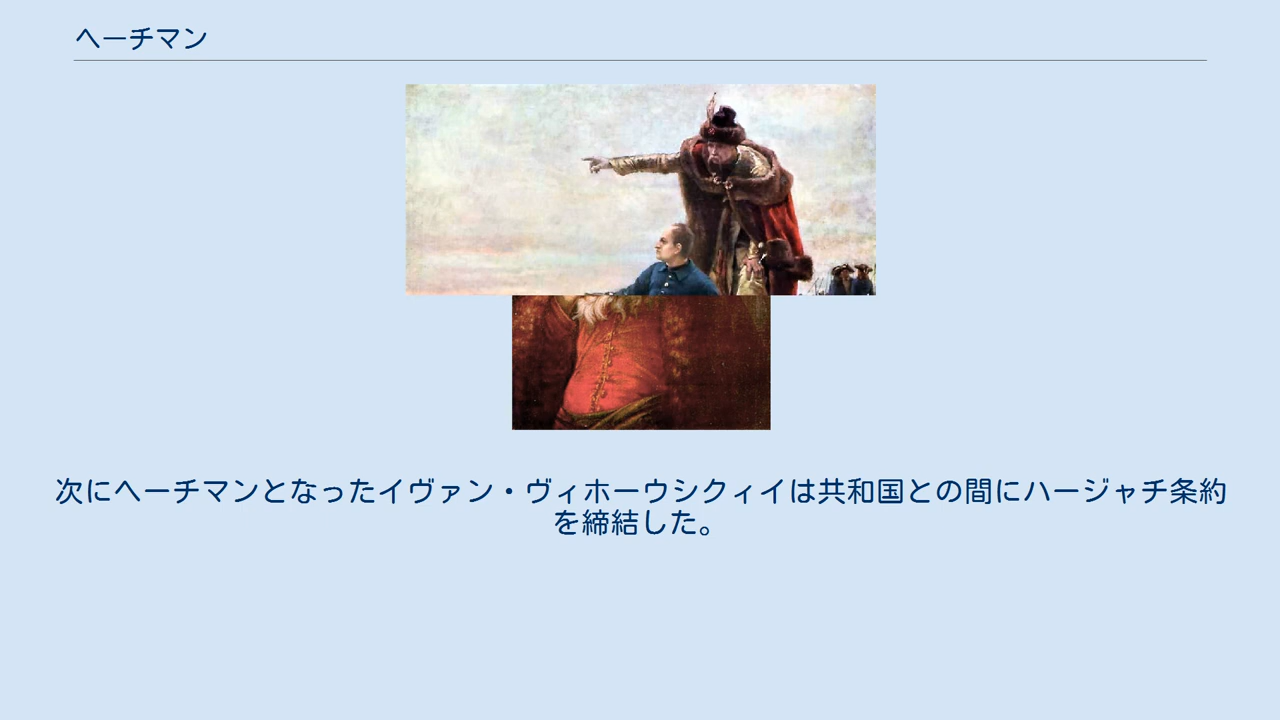 ヘーチマン
次にヘーチマンとなったイヴァン・ヴィホーウシクィイは共和国との間にハージャチ条約
を締結した。